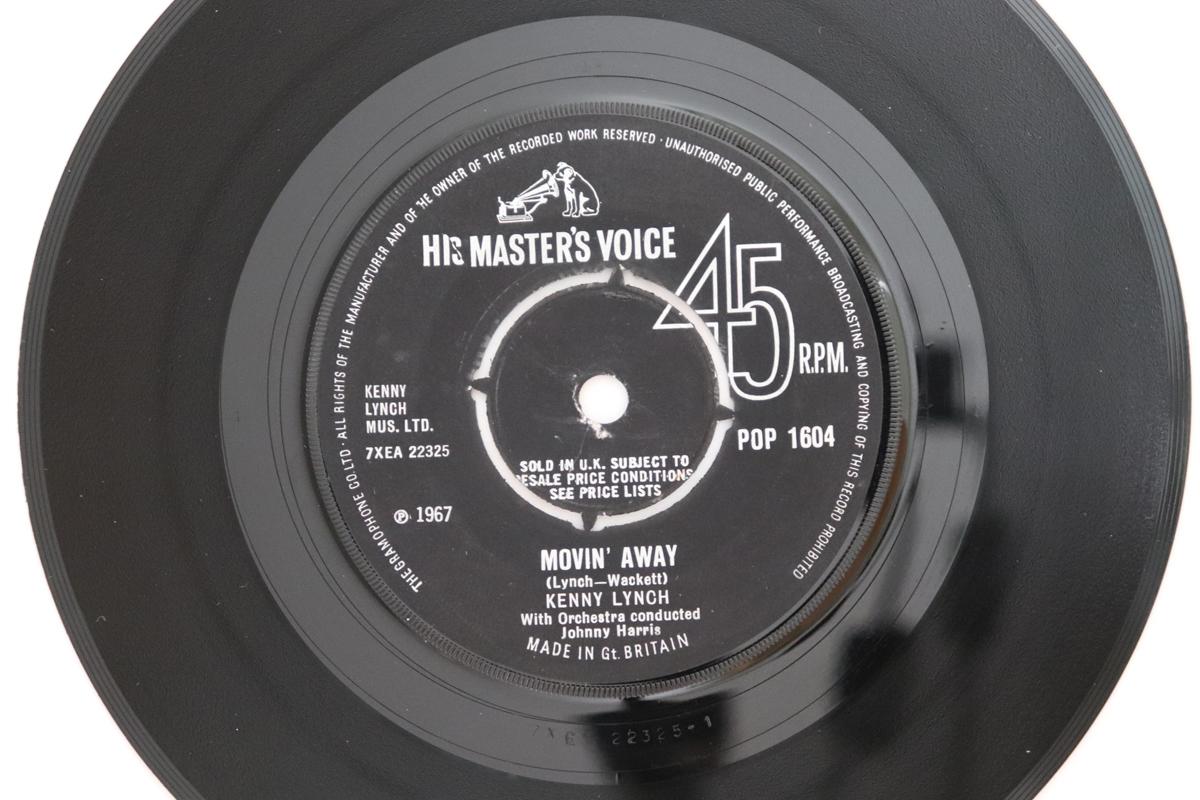 THE GRAMOPHONE CO. LTD · ALL RIGHTS OF THE MANUFACTURER AND OF THE OWNER OF THE RECORDED WORK RESERVED · UNAUTHORISED PUBLIC PERFORMANCE BROADCASTING AND COPYING OF THIS RECORD PROHIBITED
HIS MASTER'S VOICE
45
R.P.M.
KENNY
LYNCH
MUS. LTD.
7XEA 22325
POP 1604
SOLD IN U.K. SUBJECT TO
RESALE PRICE CONDITIONS
SEE PRICE LISTS
℗ 1967
MOVIN' AWAY
(Lynch—Wackett)
KENNY LYNCH
With Orchestra conducted
Johnny Harris
MADE IN Gt. BRITAIN
22325-1